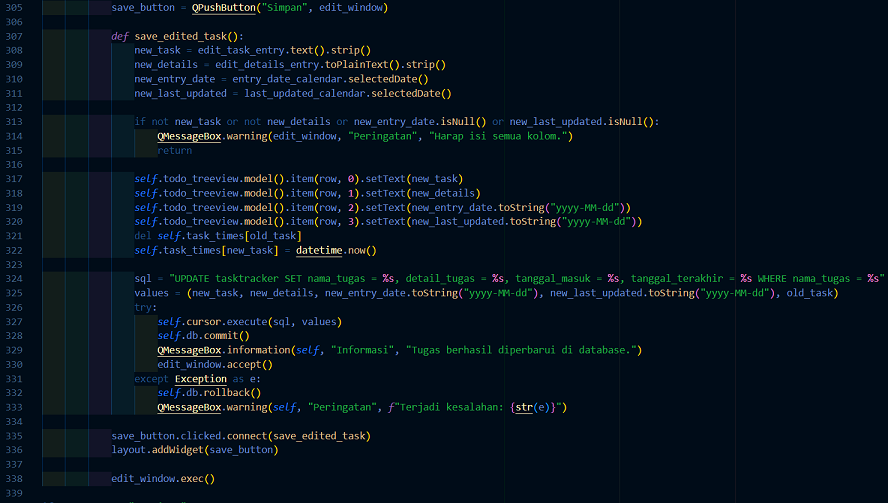 305 save_button = QPushButton("Simpan", edit_window)
306
307 def save_edited_task():
308 new_task = edit_task_entry.text().strip()
309 new_details = edit_details_entry.toPlainText().strip()
310 new_entry_date = entry_date_calendar.selectedDate()
311 new_last_updated = last_updated_calendar.selectedDate()
312
313 if not new_task or not new_details or new_entry_date.isNull() or new_last_updated.isNull():
314 QMessageBox.warning(edit_window, "Peringatan", "Harap isi semua kolom.")
315 return
316
317 self.todo_treeview.model().item(row, 0).setText(new_task)
318 self.todo_treeview.model().item(row, 1).setText(new_details)
319 self.todo_treeview.model().item(row, 2).setText(new_entry_date.toString("yyyy-MM-dd"))
320 self.todo_treeview.model().item(row, 3).setText(new_last_updated.toString("yyyy-MM-dd"))
321 del self.task_times[old_task]
322 self.task_times[new_task] = datetime.now()
323
324 sql = "UPDATE tasktracker SET nama_tugas = %s, detail_tugas = %s, tanggal_masuk = %s, tanggal_terakhir = %s WHERE nama_tugas = %s"
325 values = (new_task, new_details, new_entry_date.toString("yyyy-MM-dd"), new_last_updated.toString("yyyy-MM-dd"), old_task)
326 try:
327 self.cursor.execute(sql, values)
328 self.db.commit()
329 QMessageBox.information(self, "Informasi", "Tugas berhasil diperbarui di database.")
330 edit_window.accept()
331 except Exception as e:
332 self.db.rollback()
333 QMessageBox.warning(self, "Peringatan", f"Terjadi kesalahan: {str(e)}")
334
335 save_button.clicked.connect(save_edited_task)
336 layout.addWidget(save_button)
337
338 edit_window.exec()
339